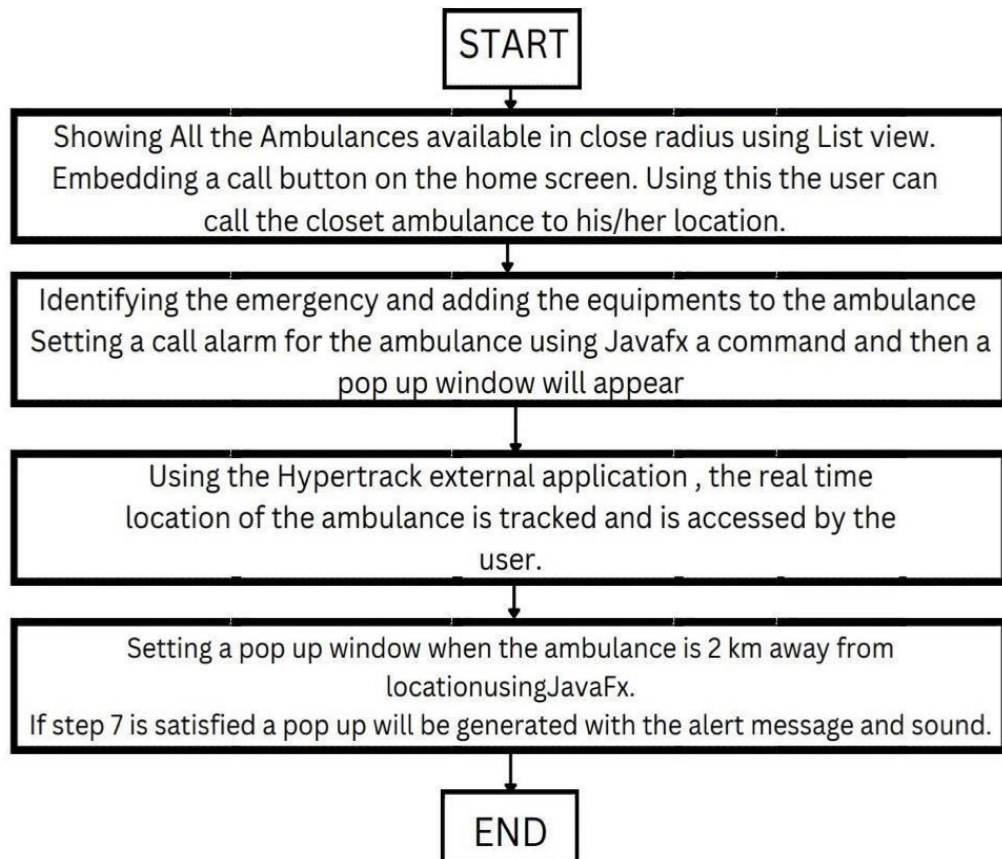 START
Showing All the Ambulances available in close radius using List view.
Embedding a call button on the home screen. Using this the user can
call the closet ambulance to his/her location.
Identifying the emergency and adding the equipments to the ambulance
Setting a call alarm for the ambulance using Javafx a command and then a
pop up window will appear
Using the Hypertrack external application , the real time
location of the ambulance is tracked and is accessed by the
user.
Setting a pop up window when the ambulance is 2 km away from
locationusingJavaFx.
If step 7 is satisfied a pop up will be generated with the alert message and sound.
END